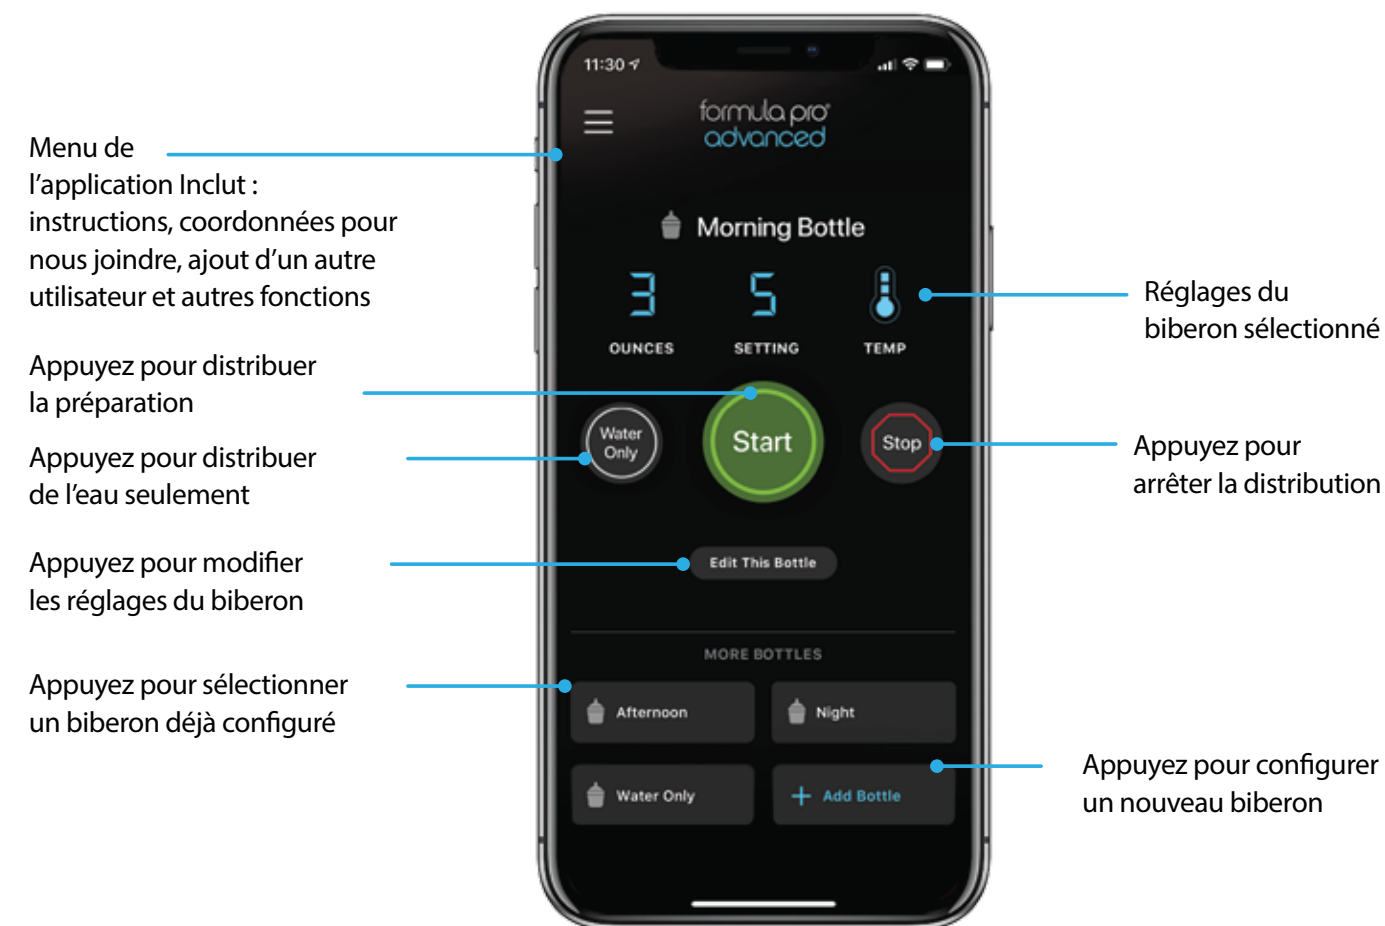 Menu de
l’application Inclut :
instructions, coordonnées pour
nous joindre, ajout d’un autre
utilisateur et autres fonctions
Appuyez pour distribuer
la préparation
Appuyez pour distribuer
de l’eau seulement
Appuyez pour modifier
les réglages du biberon
Appuyez pour sélectionner
un biberon déjà configuré
11:30
formula pro®
advanced
Morning Bottle
3 5
OUNCES SETTING TEMP
Water
Only
Start
Stop
Edit This Bottle
MORE BOTTLES
Afternoon
Night
Water Only
+ Add Bottle
Réglages du
biberon sélectionné
Appuyez pour
arrêter la distribution
Appuyez pour configurer
un nouveau biberon